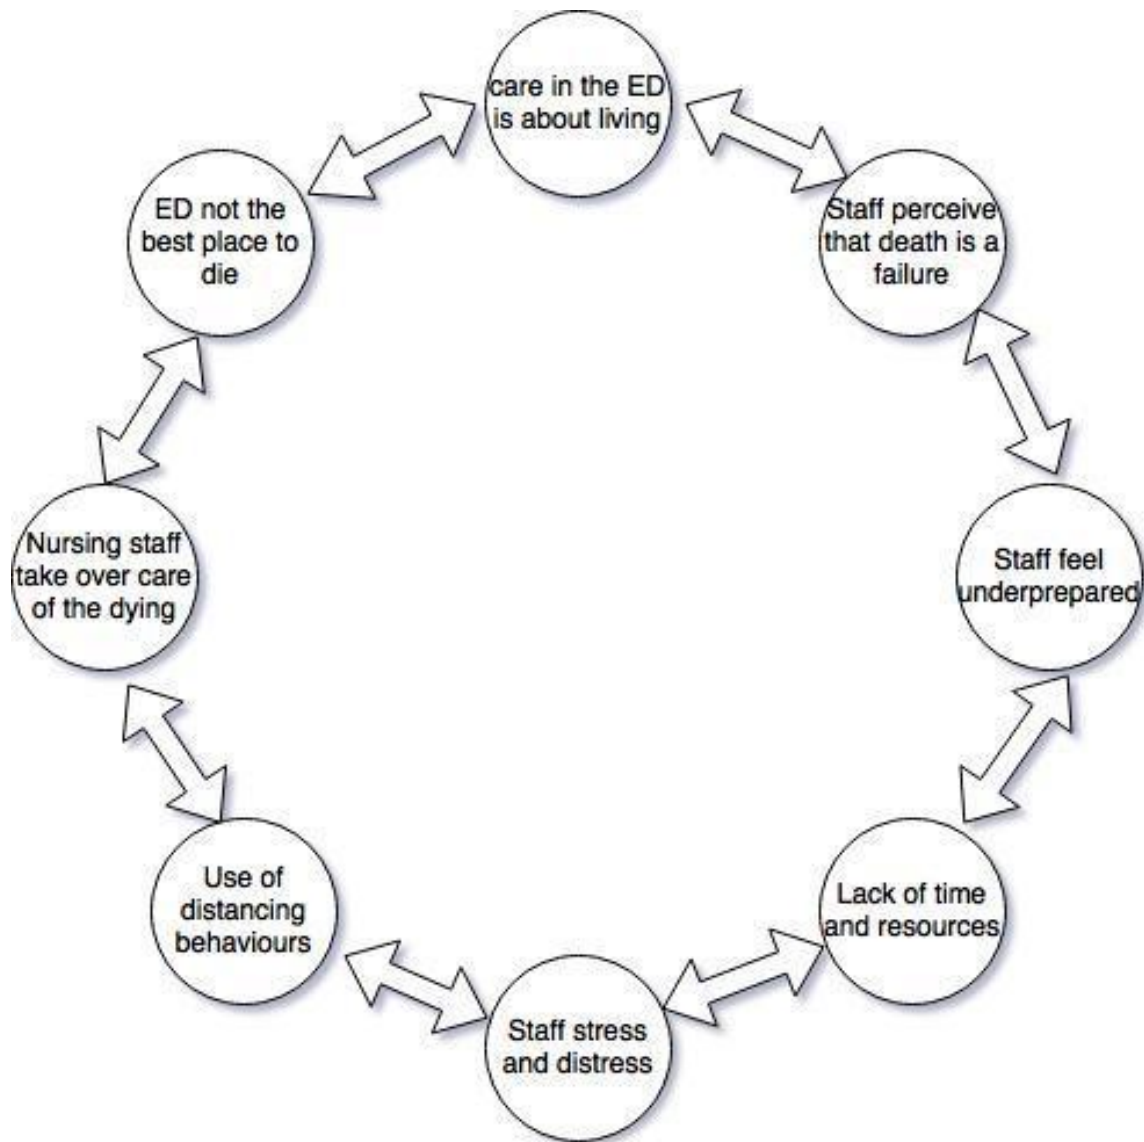 care in the ED
is about living
Staff perceive
that death is a
failure
Staff feel
underprepared
Lack of time
and resources
Staff stress
and distress
Use of
distancing
behaviours
Nursing staff
take over care
of the dying
ED not the
best place to
die